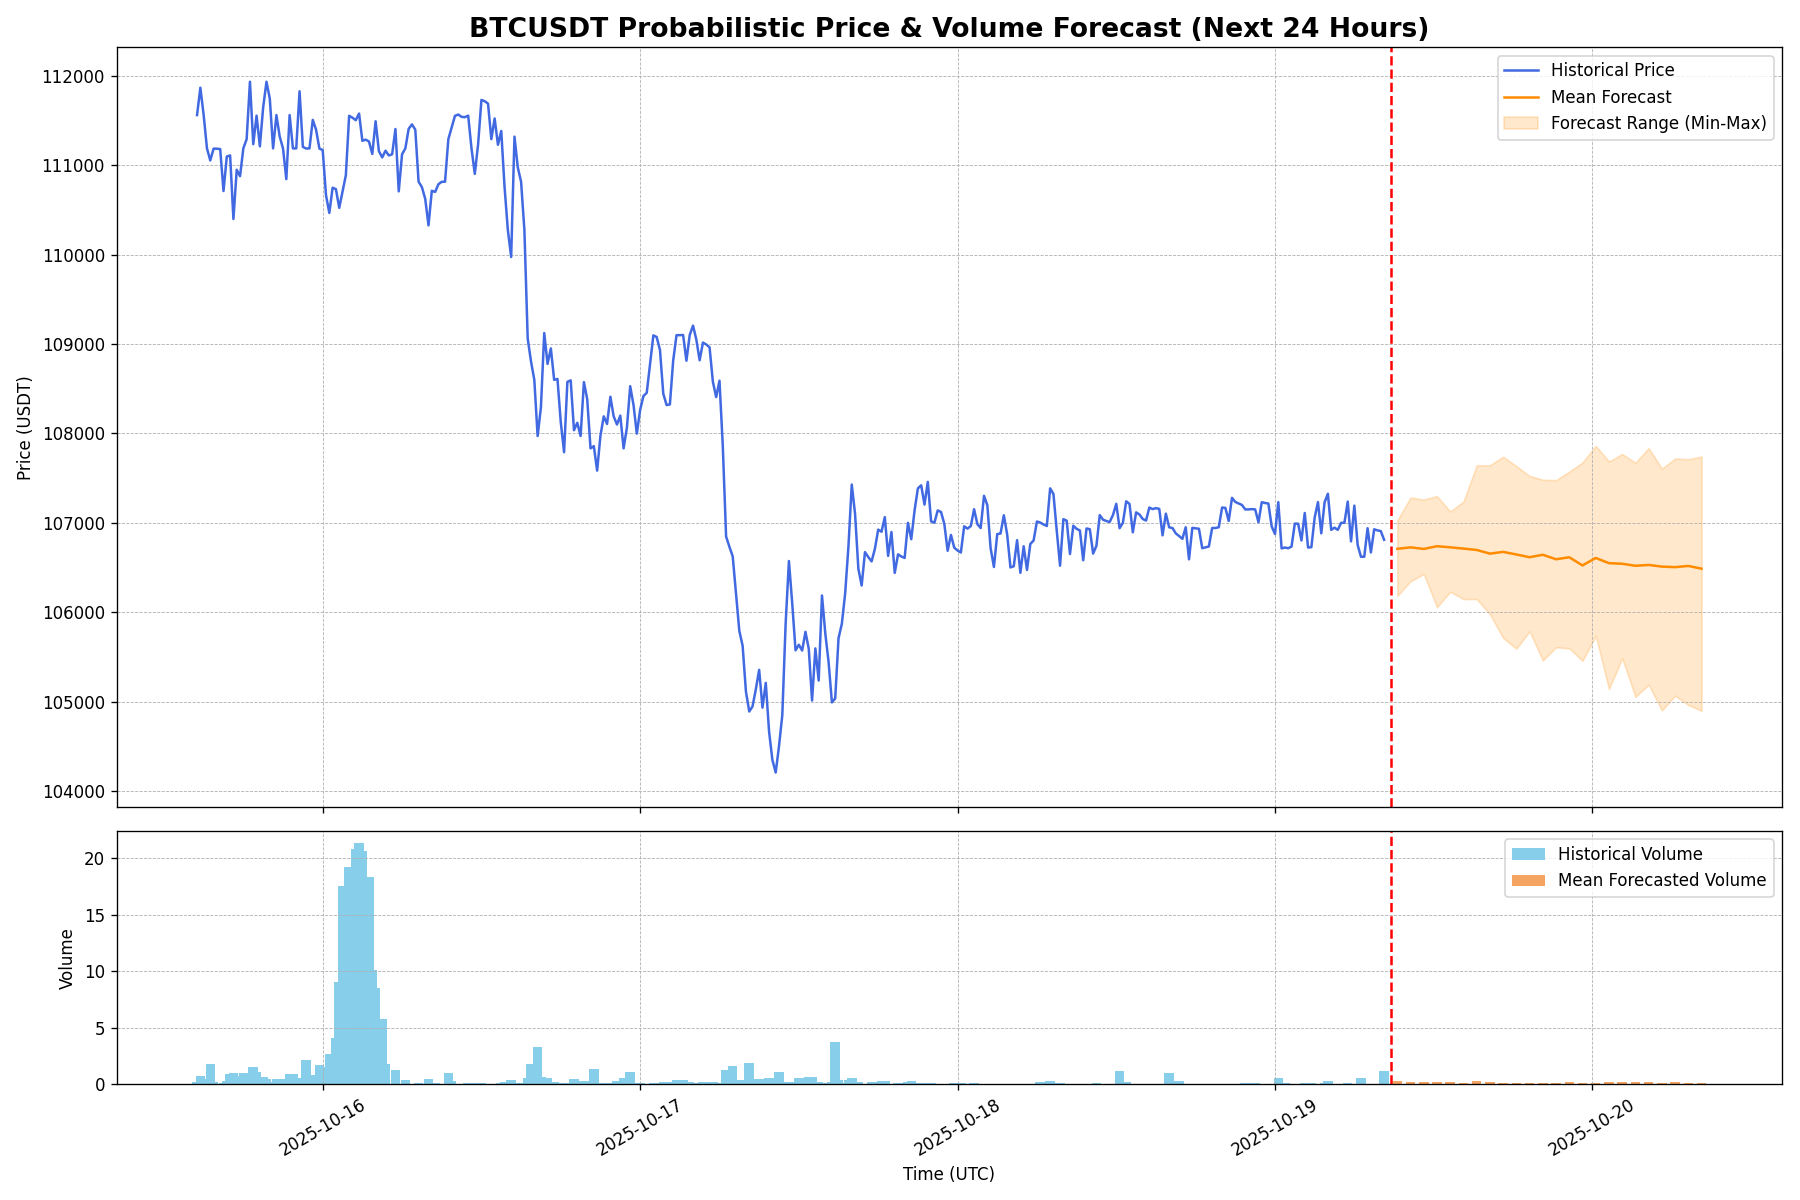 BTCUSDT Probabilistic Price & Volume Forecast (Next 24 Hours)
Historical Price
Mean Forecast
Forecast Range (Min-Max)
Price (USDT)
112000
111000
110000
109000
108000
107000
106000
105000
104000
Historical Volume
Mean Forecasted Volume
Volume
20
15
10
5
0
2025-10-16
2025-10-17
2025-10-18
2025-10-19
2025-10-20
Time (UTC)